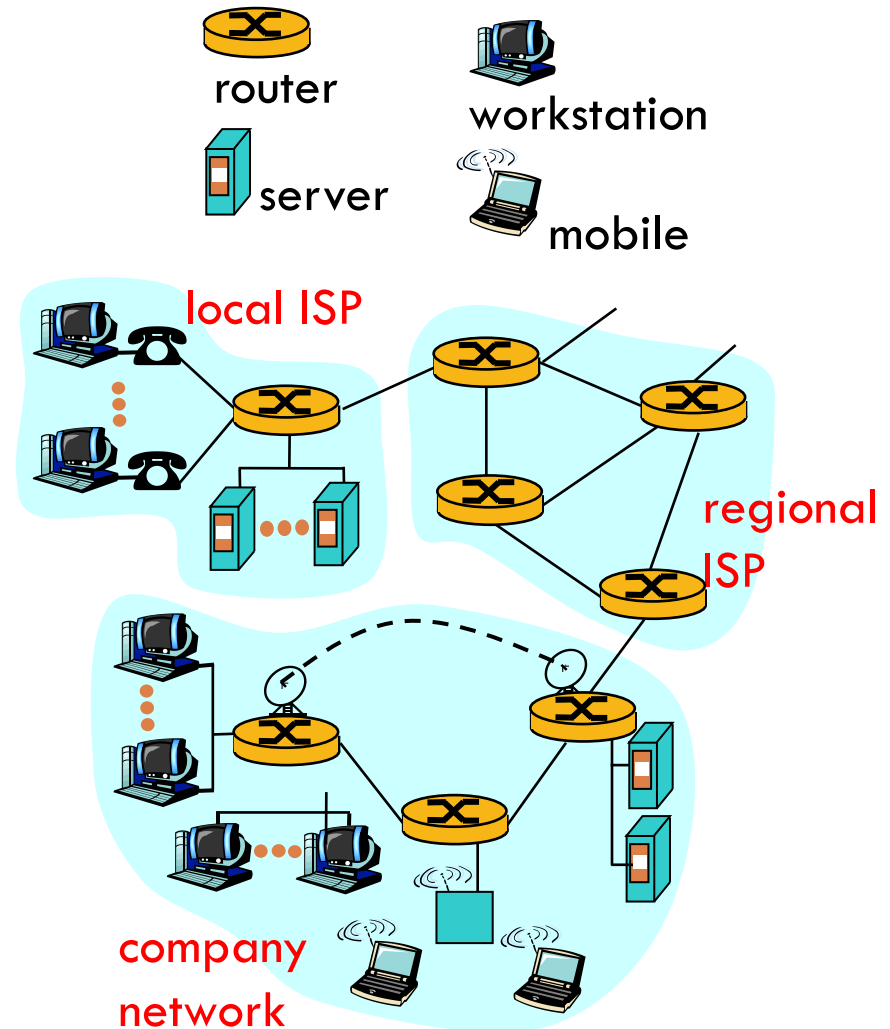 router
workstation
server
mobile
local ISP
regional
ISP
company
network